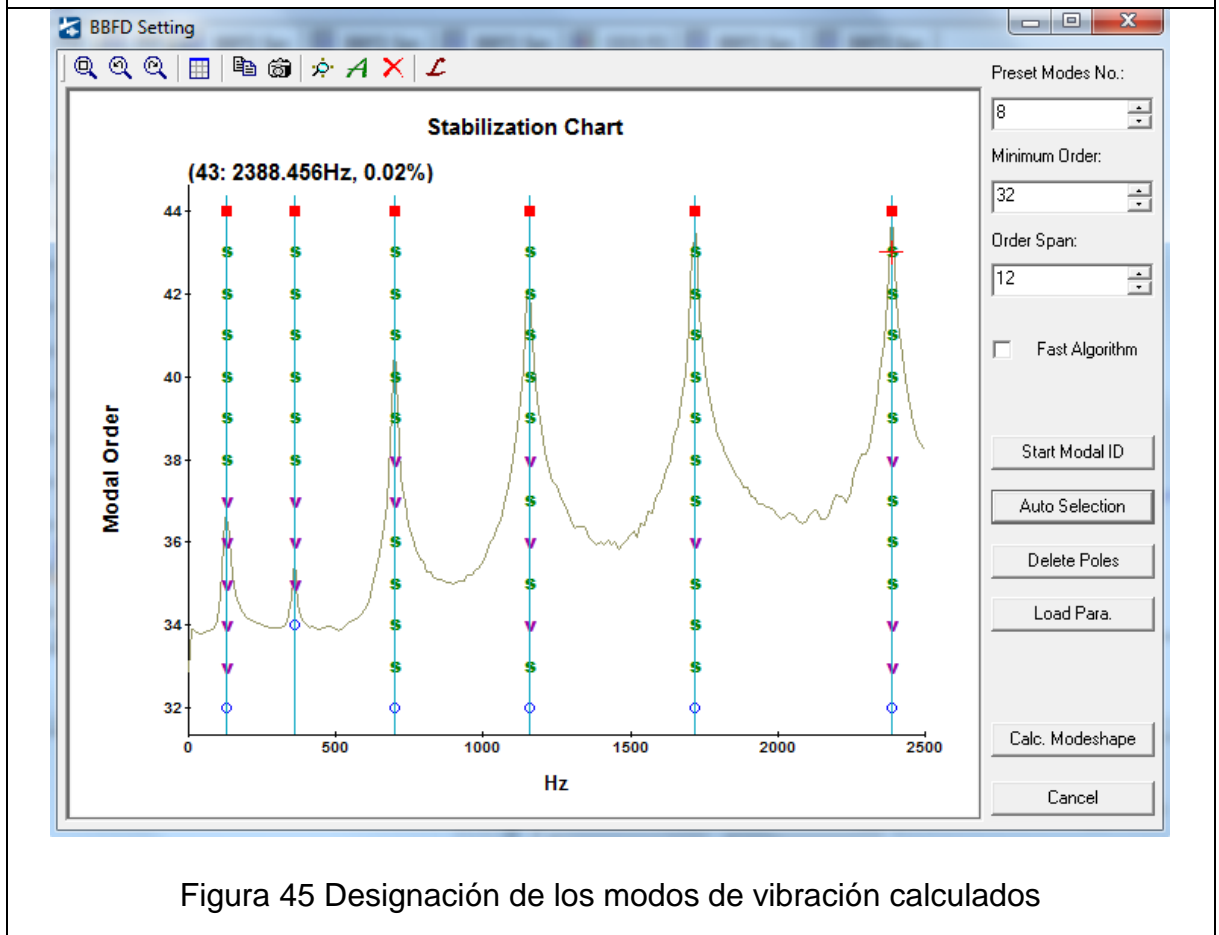 BBFD Setting
Stabilization Chart
(43: 2388.456Hz, 0.02%)
Modal Order
44
42
40
38
36
34
32
0 500 1000 1500 2000 2500
Hz
s s s s s s
s s s s s s
s s s s s s
s s s s s s
s s s s s s
s s v s s v
v v v s s s
v v s v s s
v v s s s s
v s v s v
v s s s v
Preset Modes No.:
8
Minimum Order:
32
Order Span:
12
Fast Algorithm
Start Modal ID
Auto Selection
Delete Poles
Load Para.
Calc. Modeshape
Cancel
Figura 45 Designación de los modos de vibración calculados